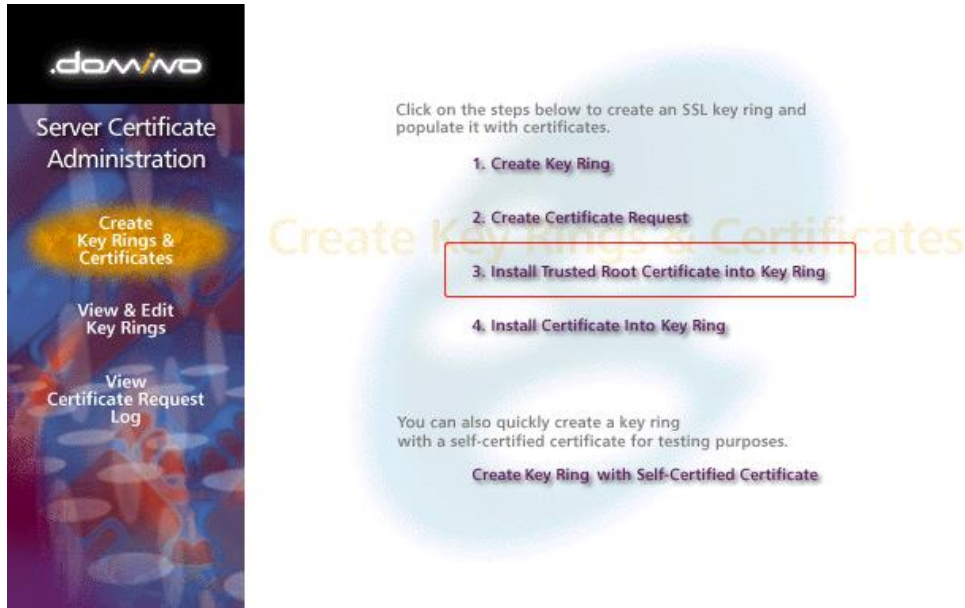 .domino
Server Certificate
Administration
Create
Key Rings &
Certificates
View & Edit
Key Rings
View
Certificate Request
Log
Create Key Rings & Certificates
Click on the steps below to create an SSL key ring and
populate it with certificates.
1. Create Key Ring
2. Create Certificate Request
3. Install Trusted Root Certificate into Key Ring
4. Install Certificate Into Key Ring
You can also quickly create a key ring
with a self-certified certificate for testing purposes.
Create Key Ring with Self-Certified Certificate